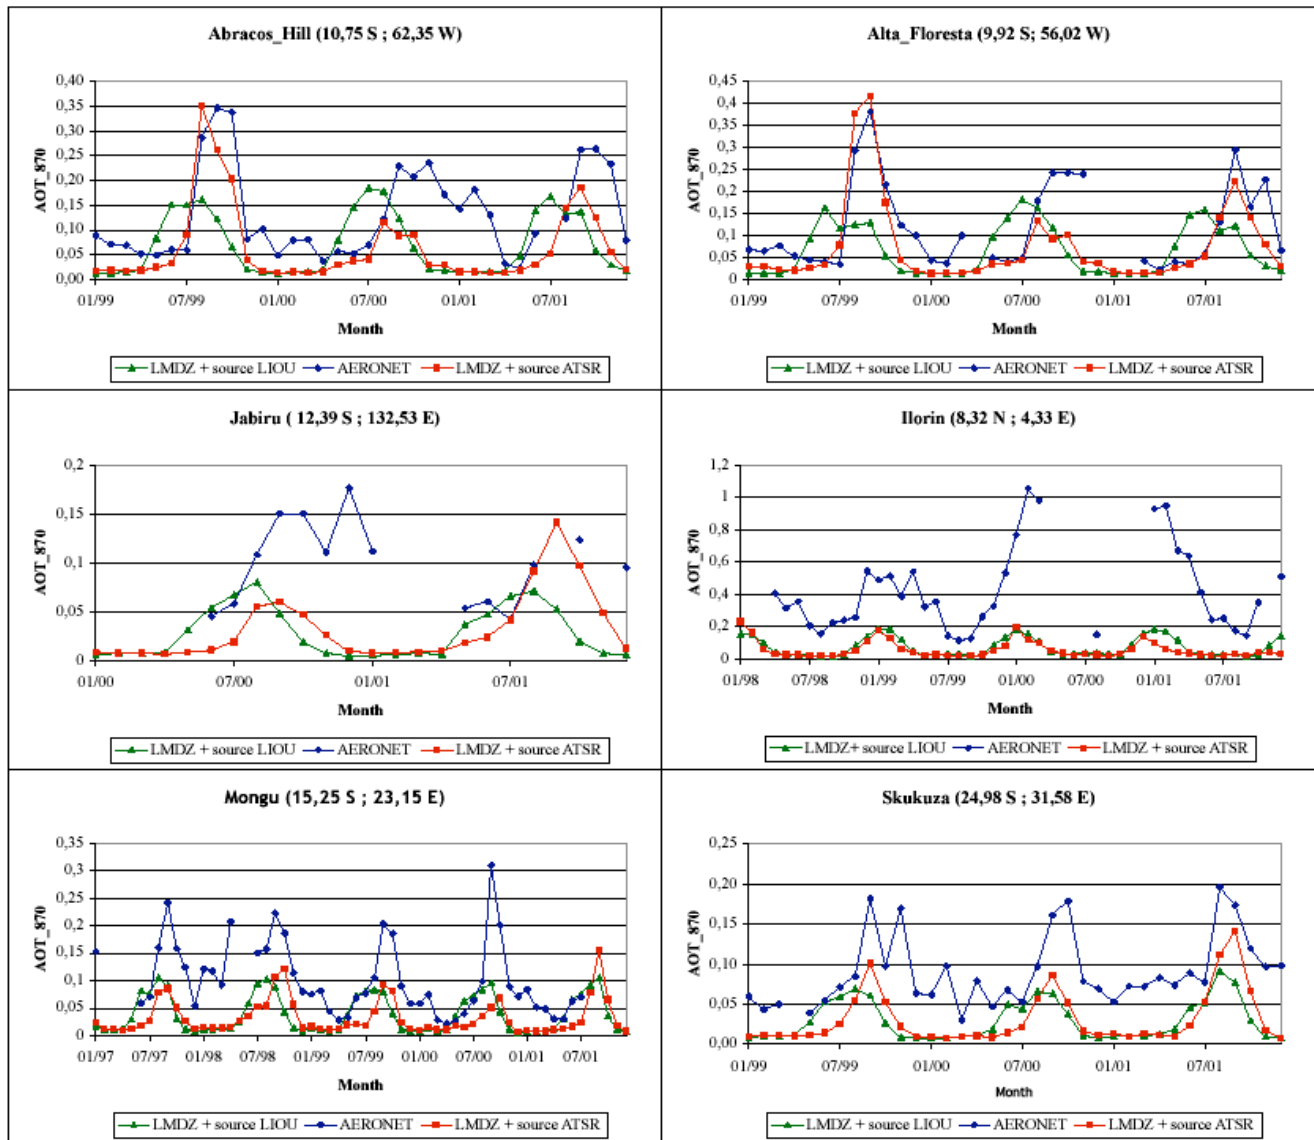 Abracos_Hill (10,75 S ; 62,35 W)
0,40
0,35
0,30
0,25
0,20
0,15
0,10
0,05
0,00
AOT_870
01/99 07/99 01/00 07/00 01/01 07/01
Month
LMDZ + source LIOU AERONET LMDZ + source ATSR
Alta_Floresta (9,92 S; 56,02 W)
0,45
0,4
0,35
0,3
0,25
0,2
0,15
0,1
0,05
0
AOT_870
01/99 07/99 01/00 07/00 01/01 07/01
Month
LMDZ + source LIOU AERONET LMDZ + source ATSR
Jabiru ( 12,39 S ; 132,53 E)
0,2
0,15
0,1
0,05
0
AOT_870
01/00 07/00 01/01 07/01
Month
LMDZ + source LIOU AERONET LMDZ + source ATSR
Ilorin (8,32 N ; 4,33 E)
1,2
1
0,8
0,6
0,4
0,2
0
AOT_870
01/98 07/98 01/99 07/99 01/00 07/00 01/01 07/01
Month
LMDZ+ source LIOU AERONET LMDZ + source ATSR
Mongu (15,25 S ; 23,15 E)
0,35
0,3
0,25
0,2
0,15
0,1
0,05
0
AOT_870
01/97 07/97 01/98 07/98 01/99 07/99 01/00 07/00 01/01 07/01
Month
LMDZ + source LIOU AERONET LMDZ + source ATSR
Skukuza (24,98 S ; 31,58 E)
0,25
0,20
0,15
0,10
0,05
0,00
AOT_870
01/99 07/99 01/00 07/00 01/01 07/01
Month
LMDZ + source LIOU AERONET LMDZ + source ATSR